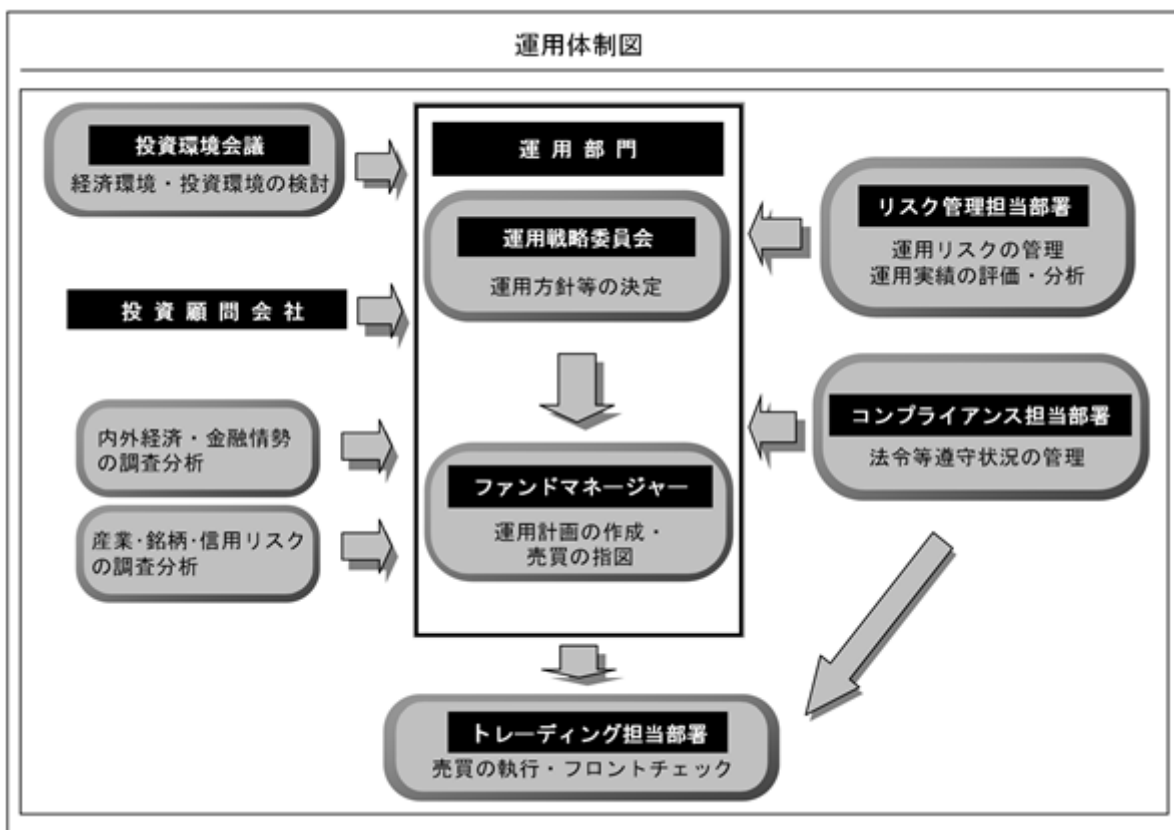 運用体制図
投資環境会議
経済環境・投資環境の検討
投資顧問会社
内外経済・金融情勢
の調査分析
産業・銘柄・信用リスク
の調査分析
運用部門
運用戦略委員会
運用方針等の決定
ファンドマネージャー
運用計画の作成・
売買の指図
リスク管理担当部署
運用リスクの管理
運用実績の評価・分析
コンプライアンス担当部署
法令等遵守状況の管理
トレーディング担当部署
売買の執行・フロントチェック